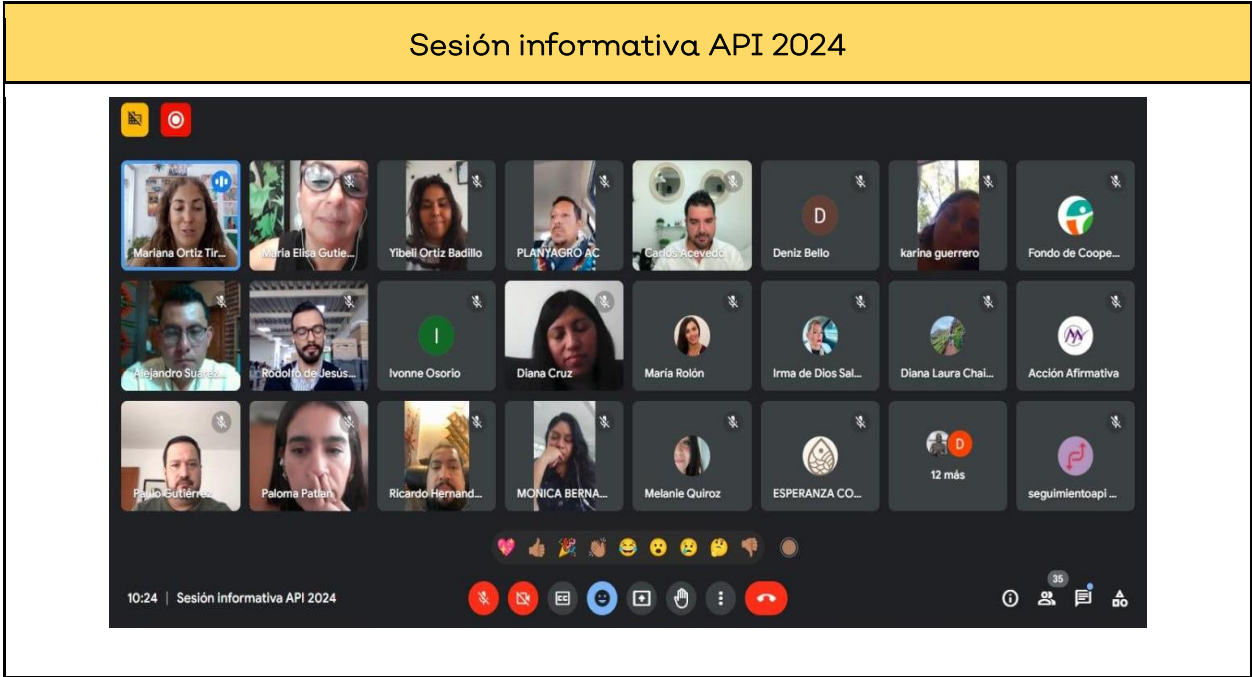 Sesión informativa API 2024
Mariana Ortiz Tir...
Maria Elisa Gutie...
Yibeli Ortiz Badillo
PLANYAGRO AC
Carlos Acevedo
D
Deniz Bello
karina guerrero
Fondo de Coope...
Alejandro Suárez...
Rodolfo de Jesús...
I
Ivonne Osorio
Diana Cruz
María Rolón
Irma de Dios Sal...
Diana Laura Chai...
Acción Afirmativa
Paulo Gutiérrez
Paloma Patlan
Ricardo Hernand...
MONICA BERNA...
Melanie Quiroz
ESPERANZA CO...
D
12 más
seguimientoapi ...
10:24 | Sesión informativa API 2024
35